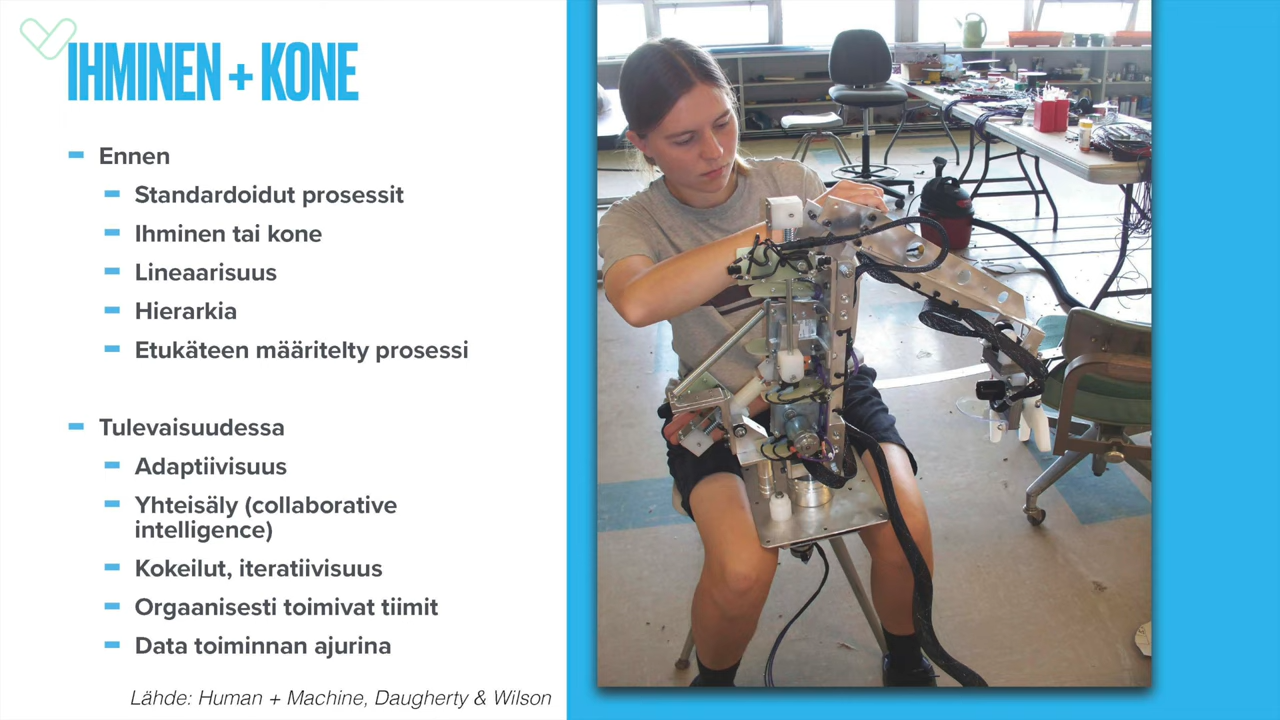 IHMINEN + KONE
Ennen
Standardoidut prosessit
Ihminen tai kone
Lineaarisuus
Hierarkia
Etukäteen määritelty prosessi
Tulevaisuudessa
Adaptiivisuus
Yhteisäly (collaborative
intelligence)
Kokeilut, iteratiivisuus
Orgaanisesti toimivat tiimit
Data toiminnan ajurina
Lähde: Human + Machine, Daugherty & Wilson